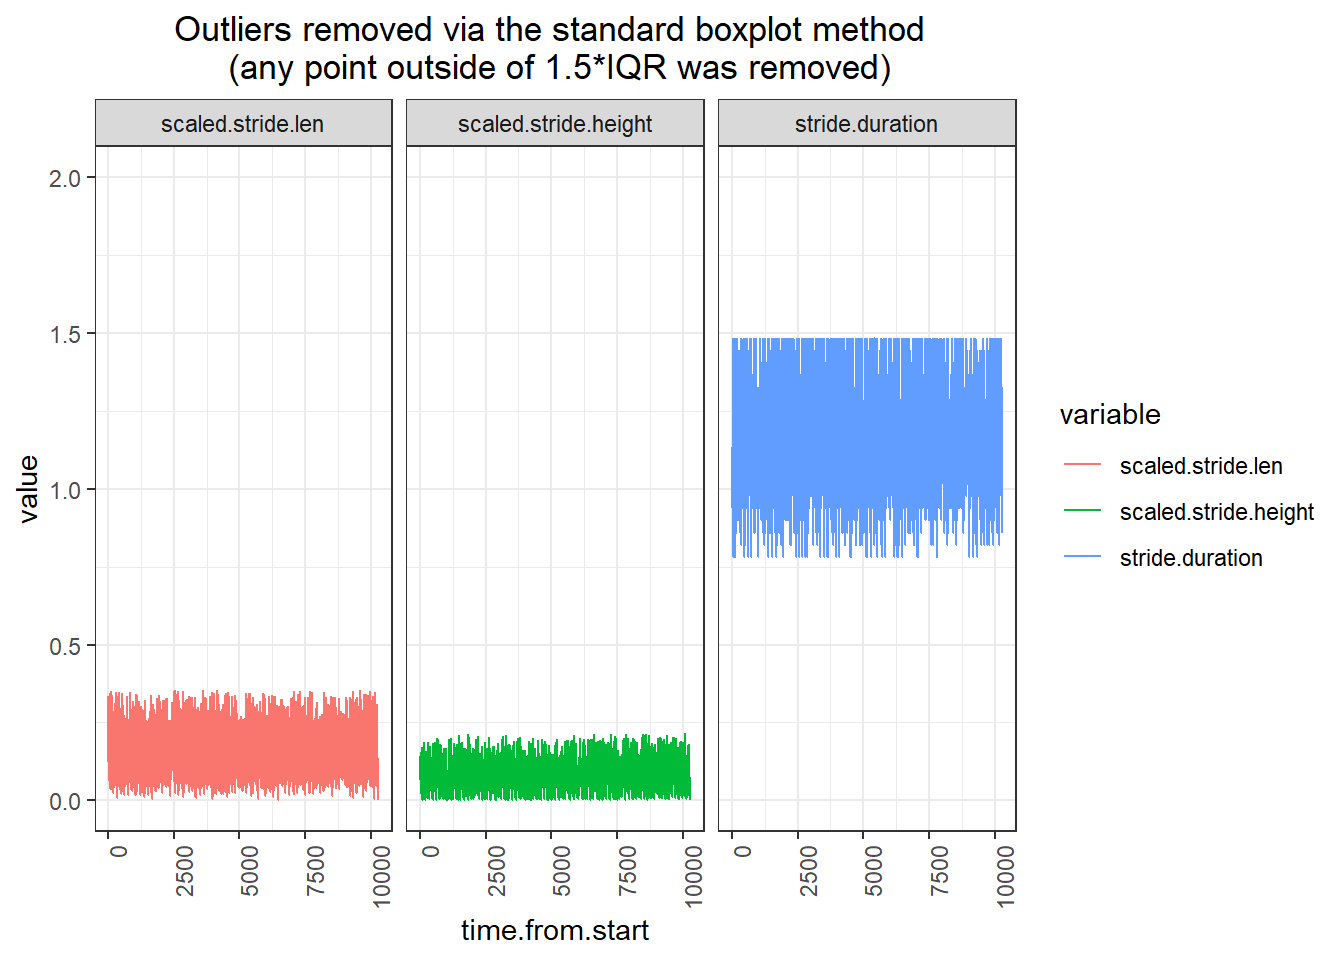 Outliers removed via the standard boxplot method
(any point outside of 1.5*IQR was removed)
scaled.stride.len
scaled.stride.height
stride.duration
2.0
1.5
1.0
0.5
0.0
value
0
2500
5000
7500
10000
0
2500
5000
7500
10000
0
2500
5000
7500
10000
time.from.start
variable
scaled.stride.len
scaled.stride.height
stride.duration